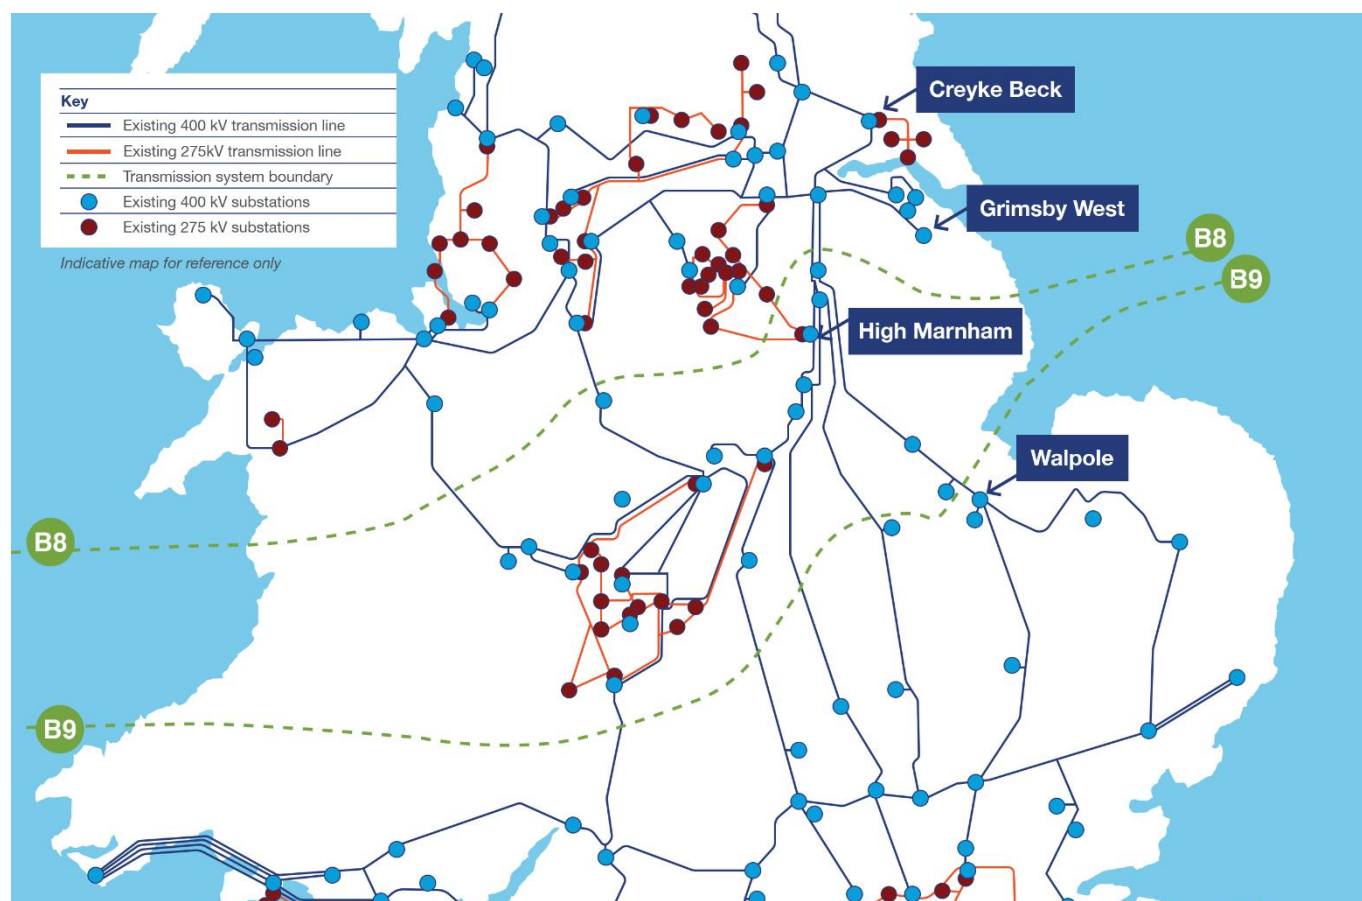 Key
Existing 400 kV transmission line
Existing 275kV transmission line
Transmission system boundary
Existing 400 kV substations
Existing 275 kV substations
Indicative map for reference only
Creyke Beck
Grimsby West
B8
B9
High Marnham
Walpole
B8
B9